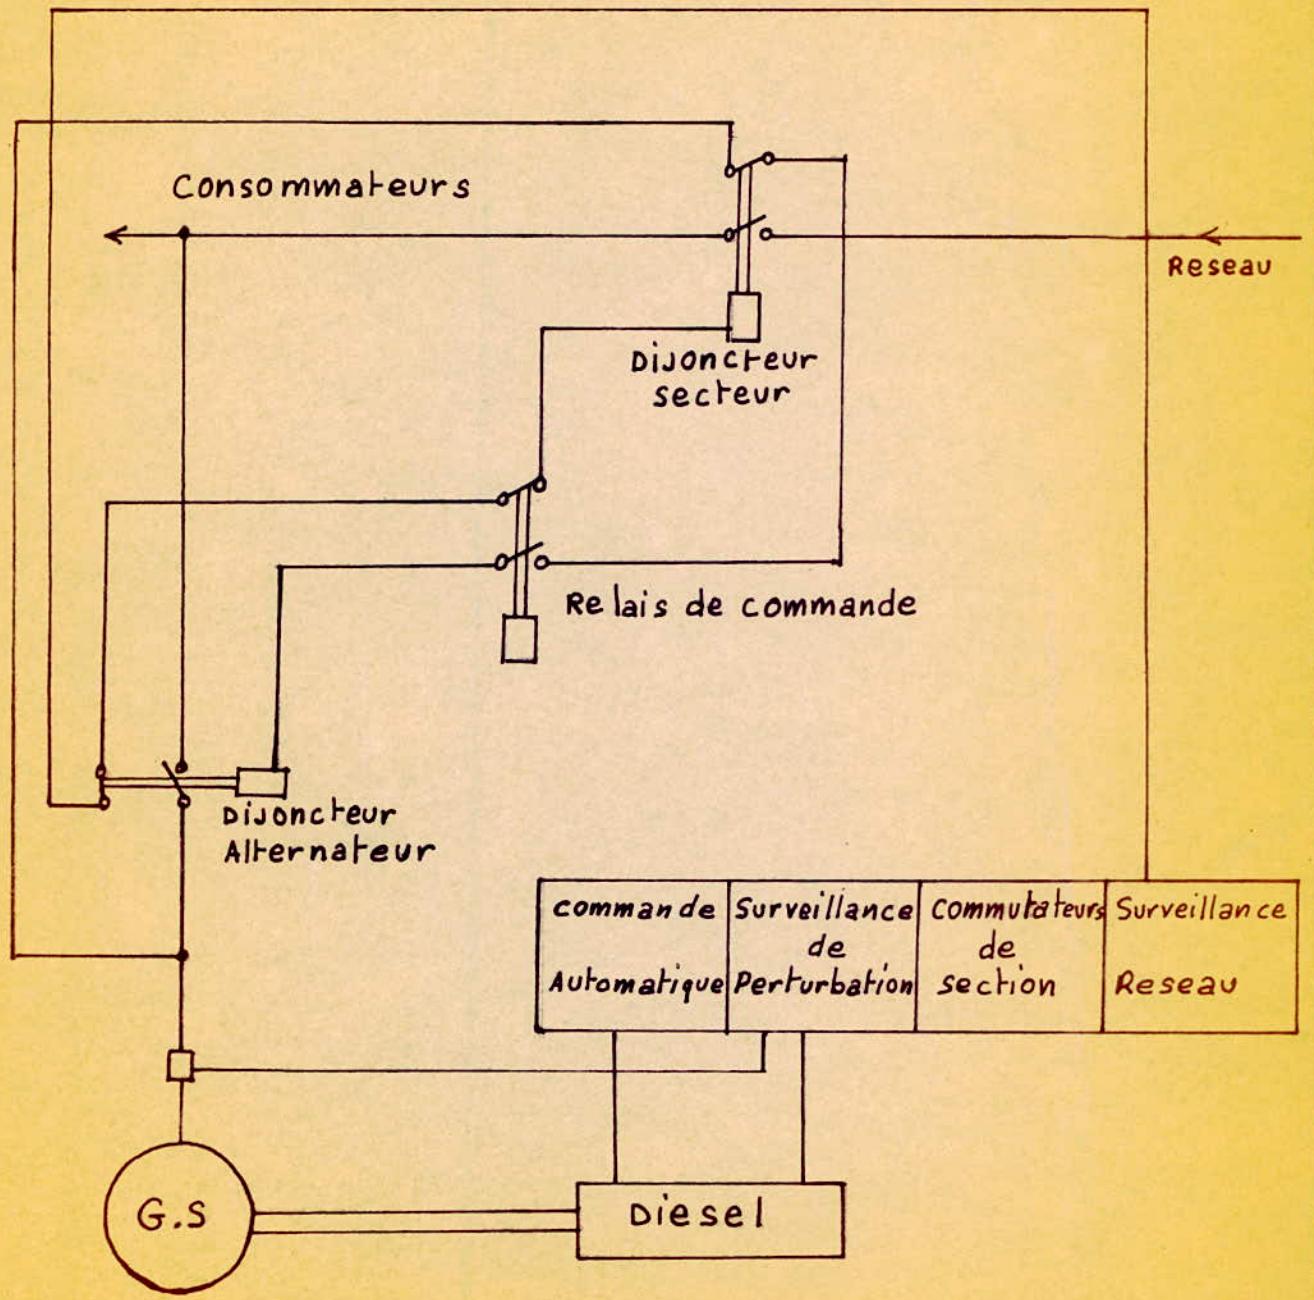 Consommateurs
Reseau
Dijoncteur
secteur
Relais de commande
Dijoncteur
Alternateur
commande
Automatique
Surveillance
de
Perturbation
Commutateurs
de
section
Surveillance
Reseau
G.S
Diesel